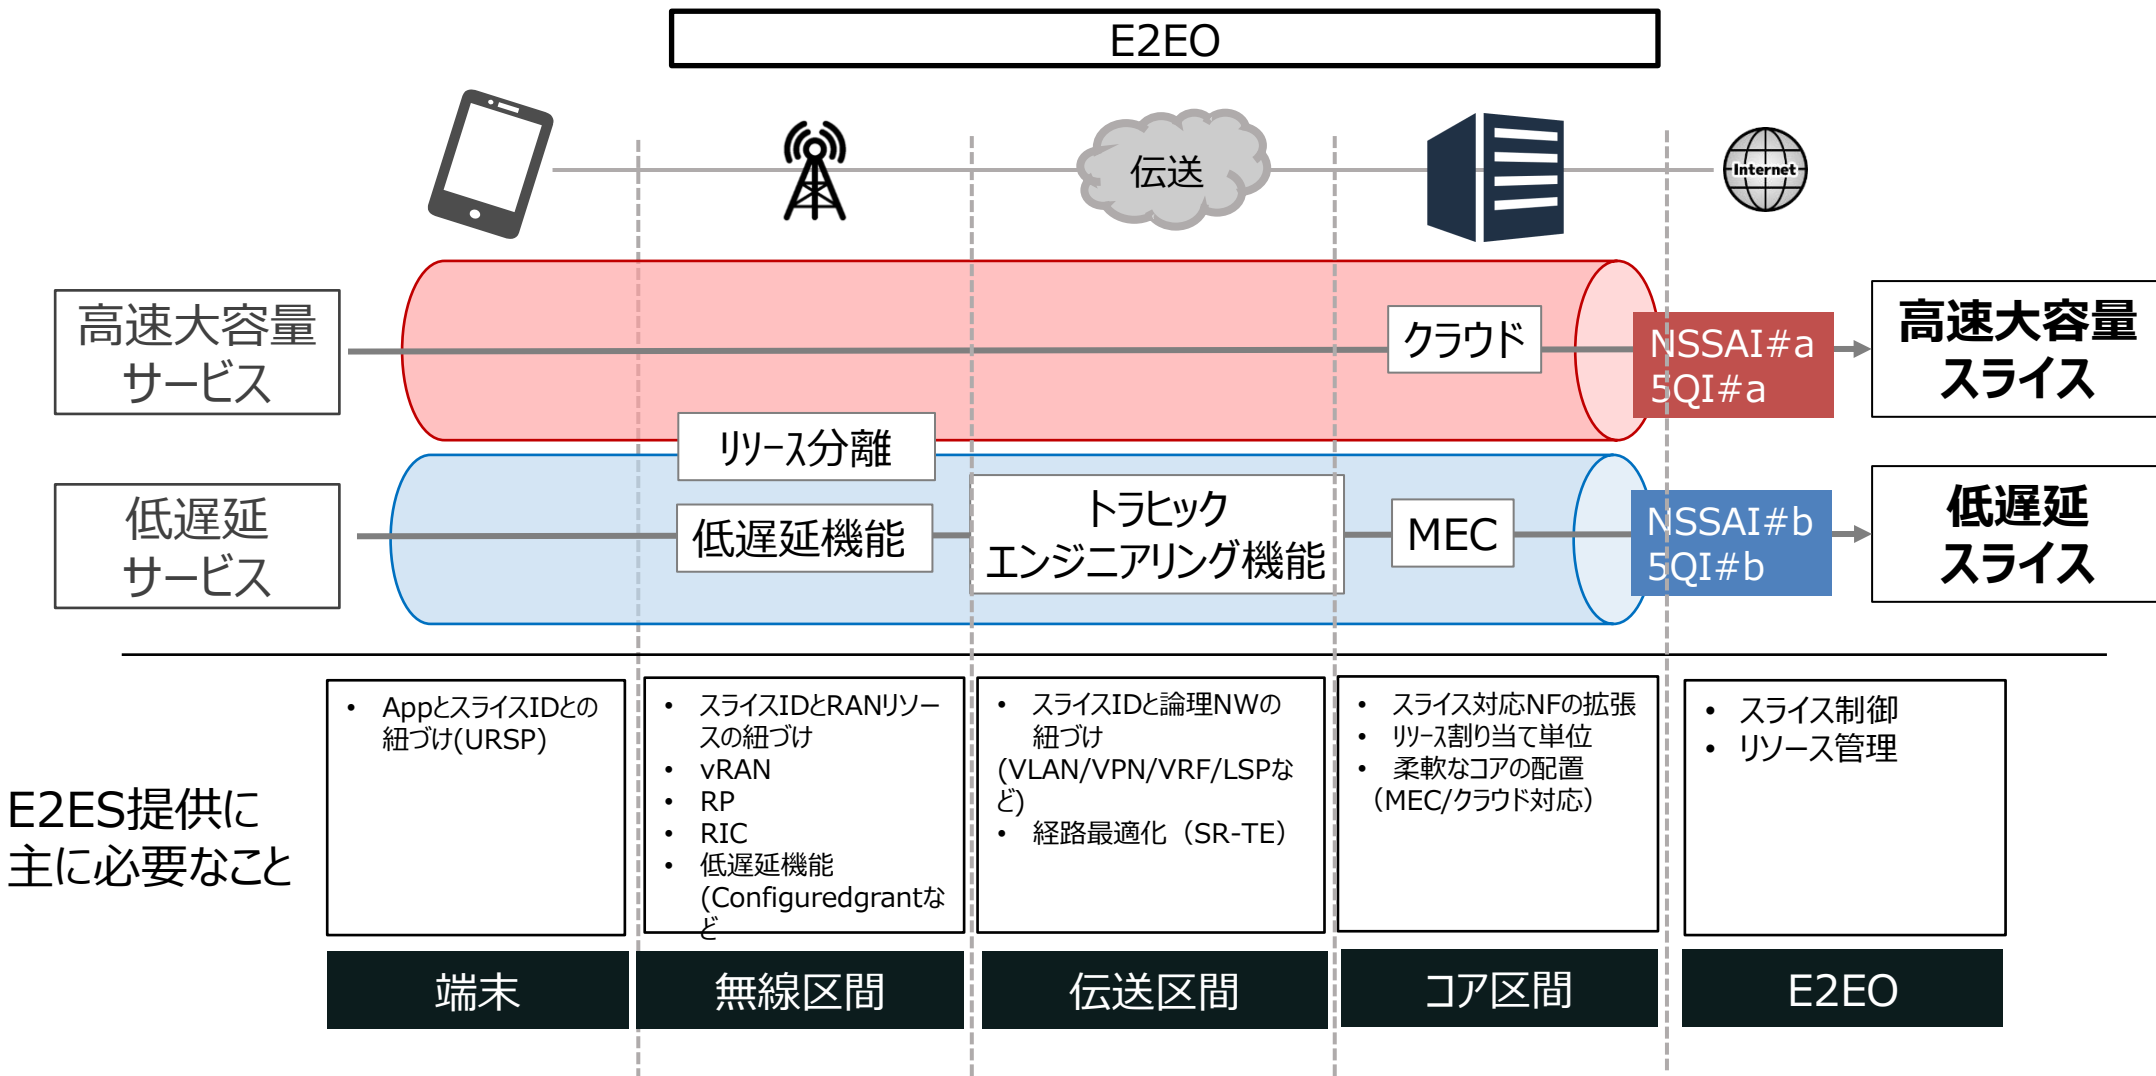 E2EO
伝送
Internet
高速大容量
サービス
クラウド
NSSAI#a
5QI#a
高速大容量
スライス
リソース分離
低遅延
サービス
低遅延機能
トラヒック
エンジニアリング機能
MEC
NSSAI#b
5QI#b
低遅延
スライス
E2ES提供に
主に必要なこと
• AppとスライスIDとの
紐づけ(URSP)
• スライスIDとRANリソー
スの紐づけ
• vRAN
• RP
• RIC
• 低遅延機能
(Configuredgrantな
ど
• スライスIDと論理NWの
紐づけ
(VLAN/VPN/VRF/LSPな
ど)
• 経路最適化（SR-TE）
• スライス対応NFの拡張
• リソース割り当て単位
• 柔軟なコアの配置
（MEC/クラウド対応）
• スライス制御
• リソース管理
端末
無線区間
伝送区間
コア区間
E2EO